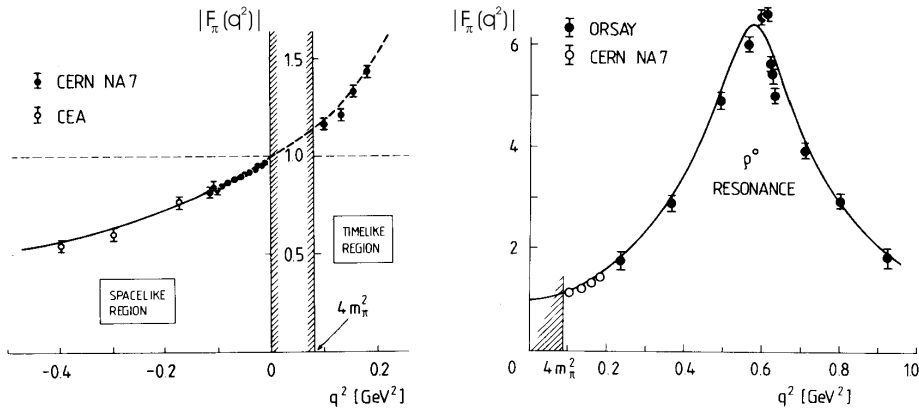 |Fπ(q²)|
1.5
CERN NA7
CEA
1.0
0.5
TIMELIKE
REGION
SPACELIKE
REGION
4m²π
-0.4
-0.2
0
0.2
q² [GeV²]
|Fπ(q²)|
6
ORSAY
CERN NA7
4
ρ°
RESONANCE
2
0
4m²π
0.2
0.4
0.6
0.8
1.0
q² [GeV²]